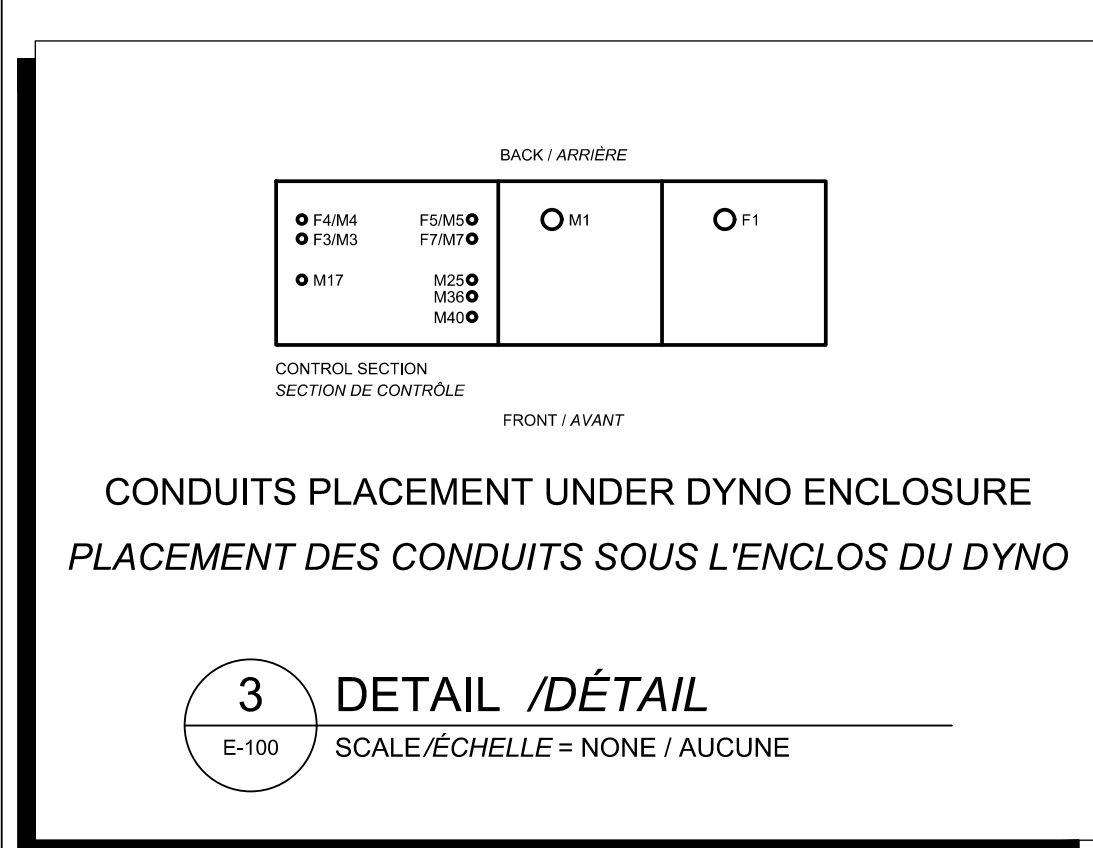 BACK / ARRIÈRE
F4/M4 F5/M5 M1 F1
F3/M3 F7/M7
M17 M25
M36
M40
CONTROL SECTION
SECTION DE CONTRÔLE
FRONT / AVANT
CONDUITS PLACEMENT UNDER DYNO ENCLOSURE
PLACEMENT DES CONDUITS SOUS L'ENCLOS DU DYNO
3 DETAIL /DÉTAIL
E-100 SCALE/ÉCHELLE = NONE / AUCUNE